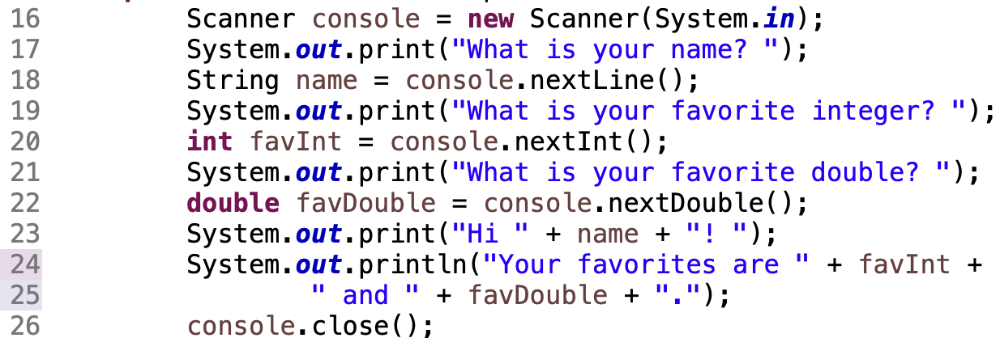 16 Scanner console = new Scanner(System.in);
17 System.out.print("What is your name? ");
18 String name = console.nextLine();
19 System.out.print("What is your favorite integer? ");
20 int favInt = console.nextInt();
21 System.out.print("What is your favorite double? ");
22 double favDouble = console.nextDouble();
23 System.out.print("Hi " + name + "! ");
24 System.out.println("Your favorites are " + favInt +
25 " and " + favDouble + ".");
26 console.close();